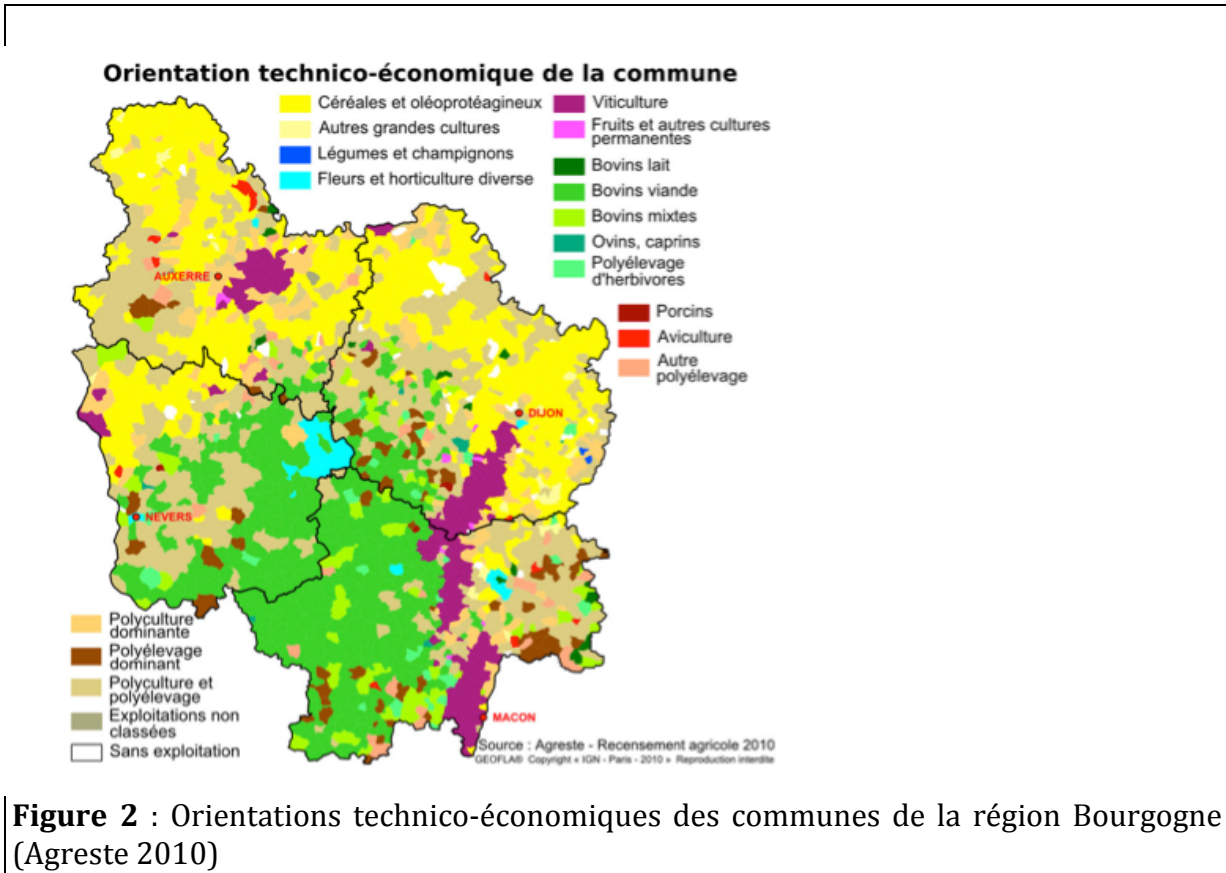 Orientation technico-économique de la commune
Céréales et oléoprotéagineux
Autres grandes cultures
Légumes et champignons
Fleurs et horticulture diverse
Viticulture
Fruits et autres cultures
permanentes
Bovins lait
Bovins viande
Bovins mixtes
Ovins, caprins
Polyélevage
d'herbivores
Porcins
Aviculture
Autre
polyélevage
AUXERRE
DIJON
NEVERS
MACON
Polyculture
dominante
Polyélevage
dominant
Polyculture et
polyélevage
Exploitations non
classées
Sans exploitation
Source : Agreste - Recensement agricole 2010
GEOFLA® Copyright « IGN - Paris - 2010 » Reproduction interdite
Figure 2 : Orientations technico-économiques des communes de la région Bourgogne
(Agreste 2010)